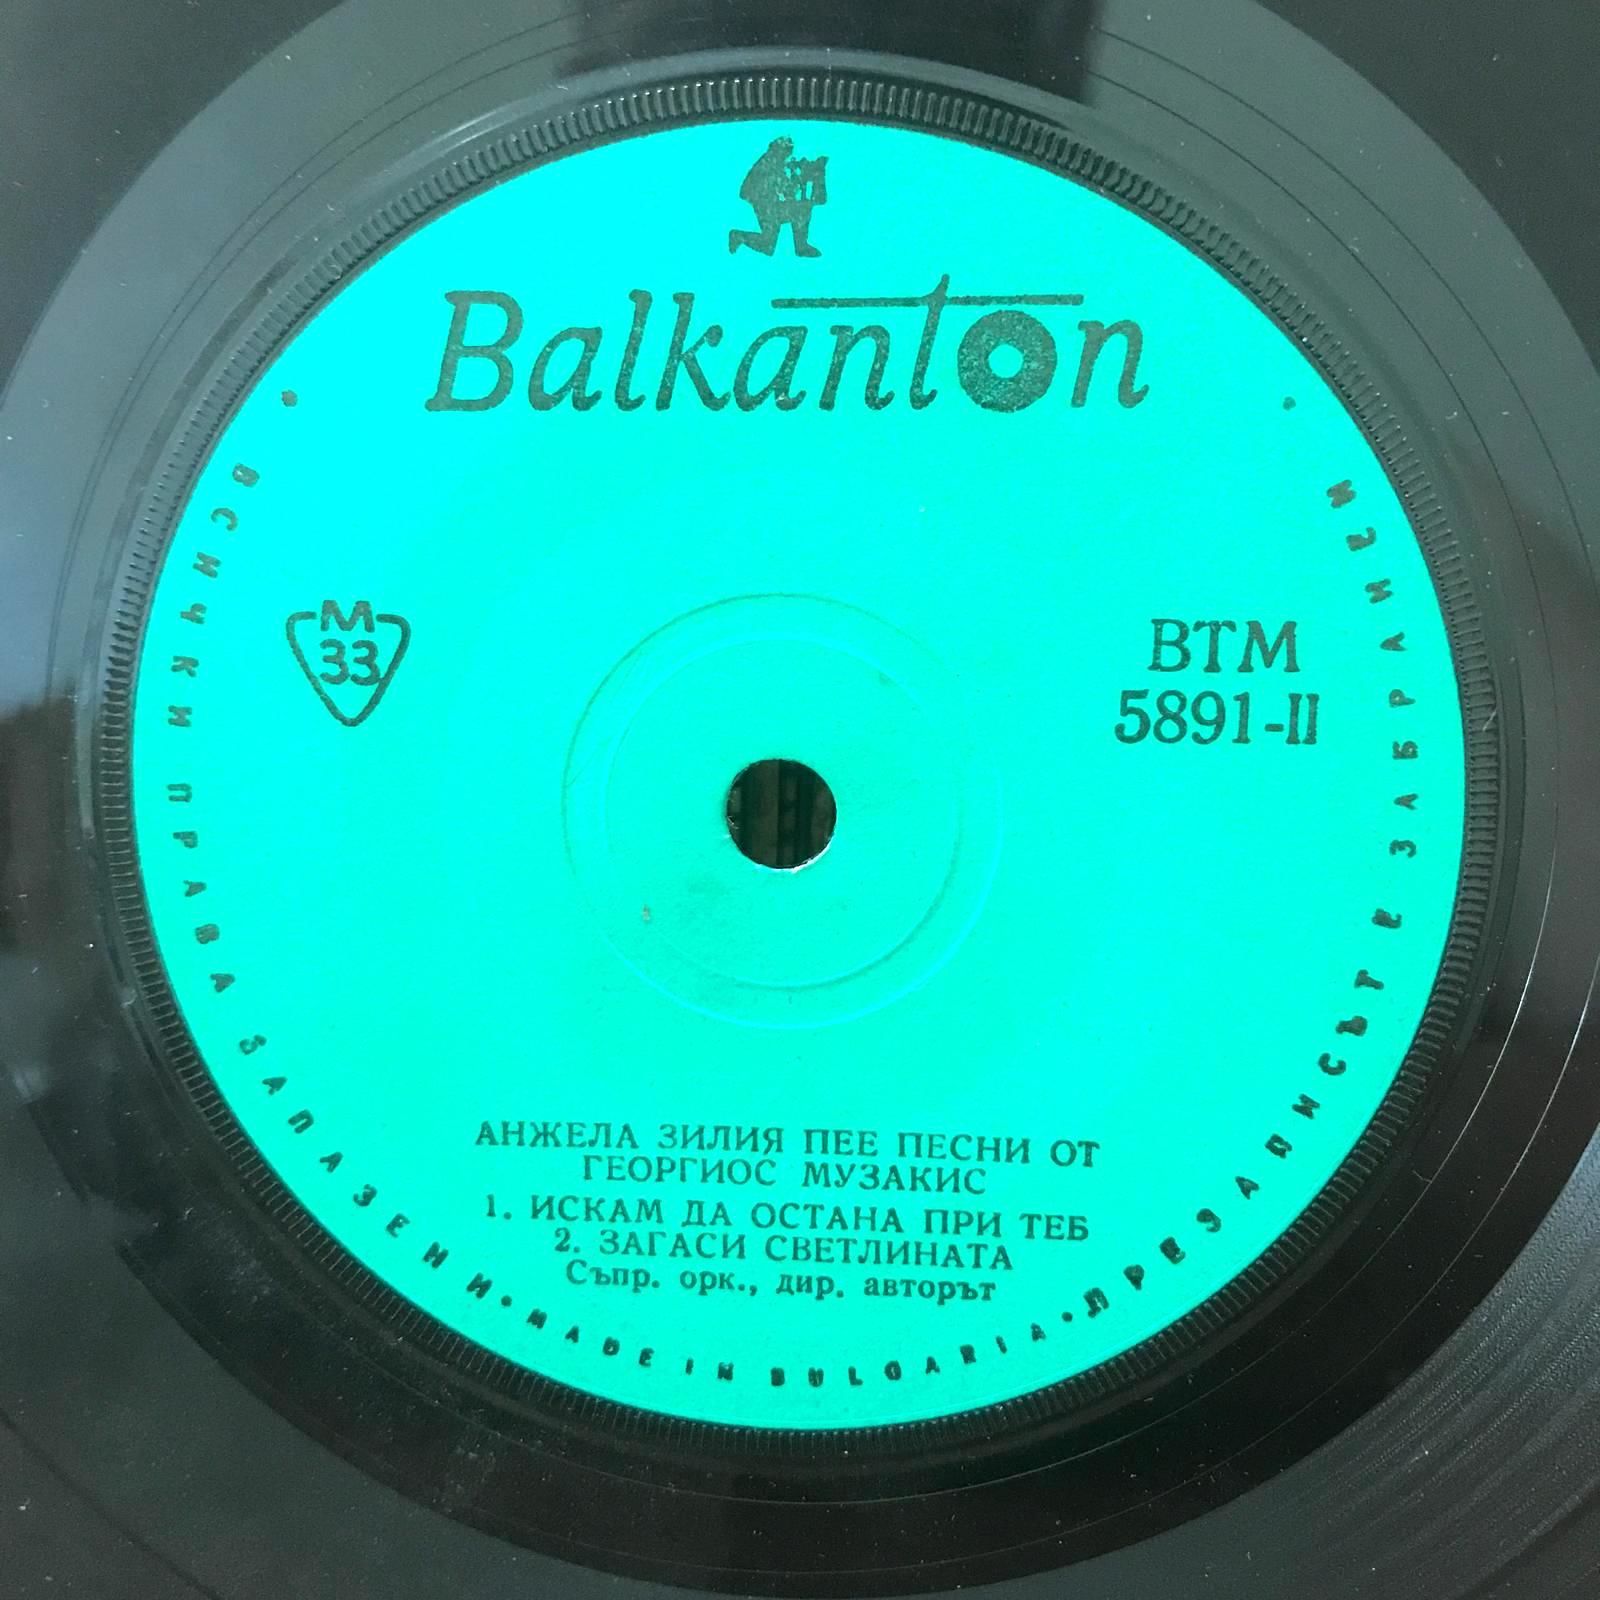 Balkanton
М
33
ВТМ
5891-II
АНЖЕЛА ЗИЛИЯ ПЕЕ ПЕСНИ ОТ
ГЕОРГИОС МУЗАКИС
1. ИСКАМ ДА ОСТАНА ПРИ ТЕБ
2. ЗАГАСИ СВЕТЛИНАТА
Съпр. орк., дир. авторът
• ВСИЧКИ ПРАВА ЗАПАЗЕНИ • MADE IN BULGARIA • ПРЕЗАПИСЪТ Е ЗАБРАНЕН •